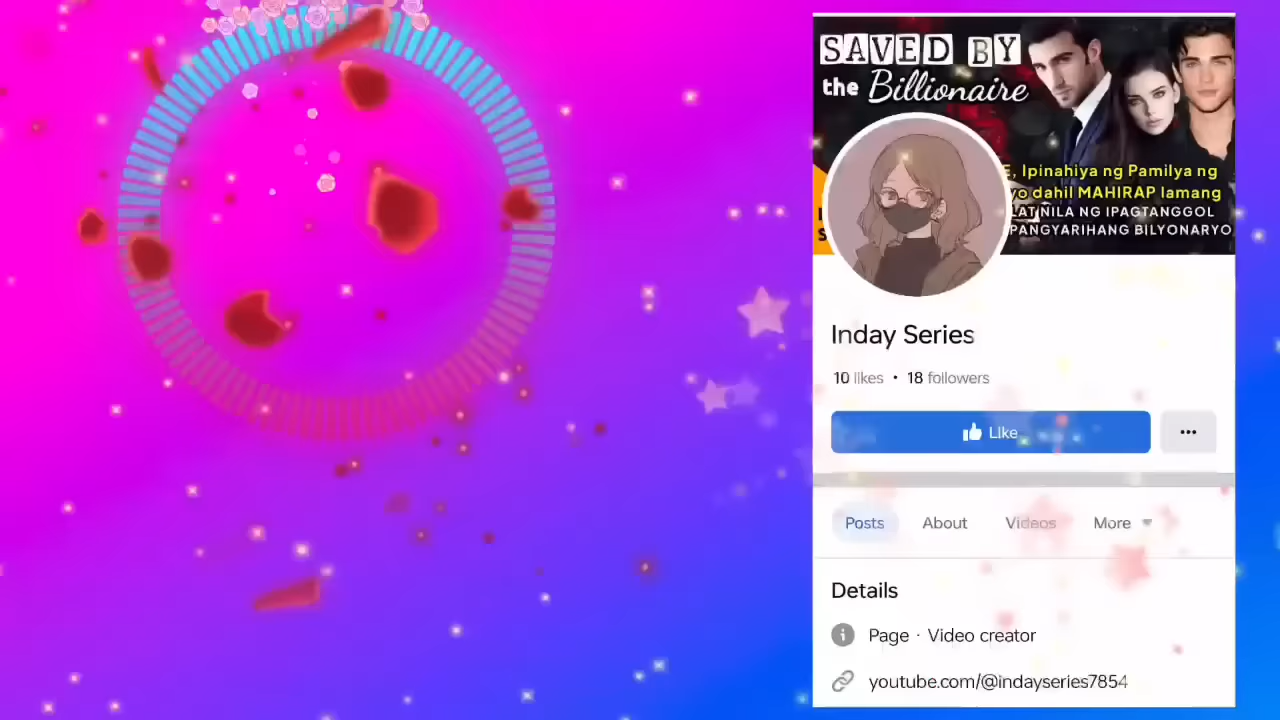 SAVED BY
the Billionaire
Ipinahiya ng Pamilya ng
dahil MAHIRAP lamang
NILA NG IPAGTANGGOL
BILYONARYO
Inday Series
10 likes • 18 followers
Like
Posts About Videos More
Details
Page · Video creator
youtube.com/@indayseries7854